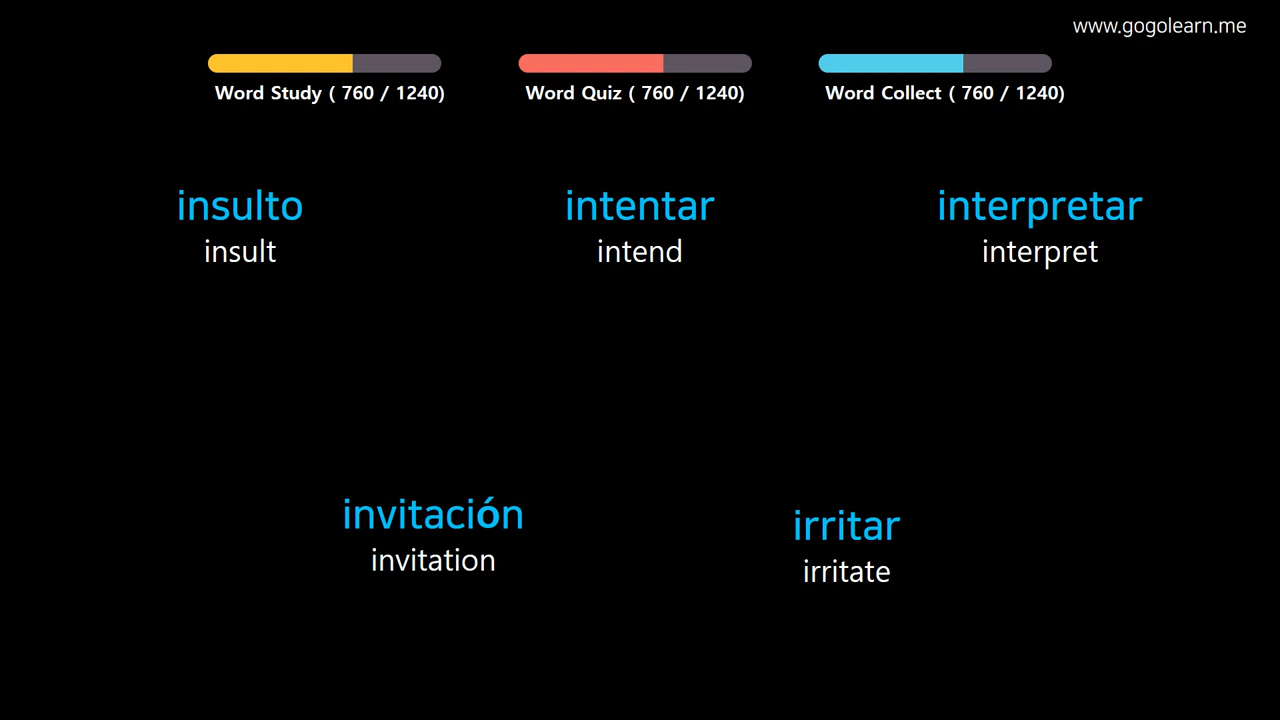 www.gogolearn.me
Word Study ( 760 / 1240)
Word Quiz ( 760 / 1240)
Word Collect ( 760 / 1240)
insulto
insult
intentar
intend
interpretar
interpret
invitación
invitation
irritar
irritate